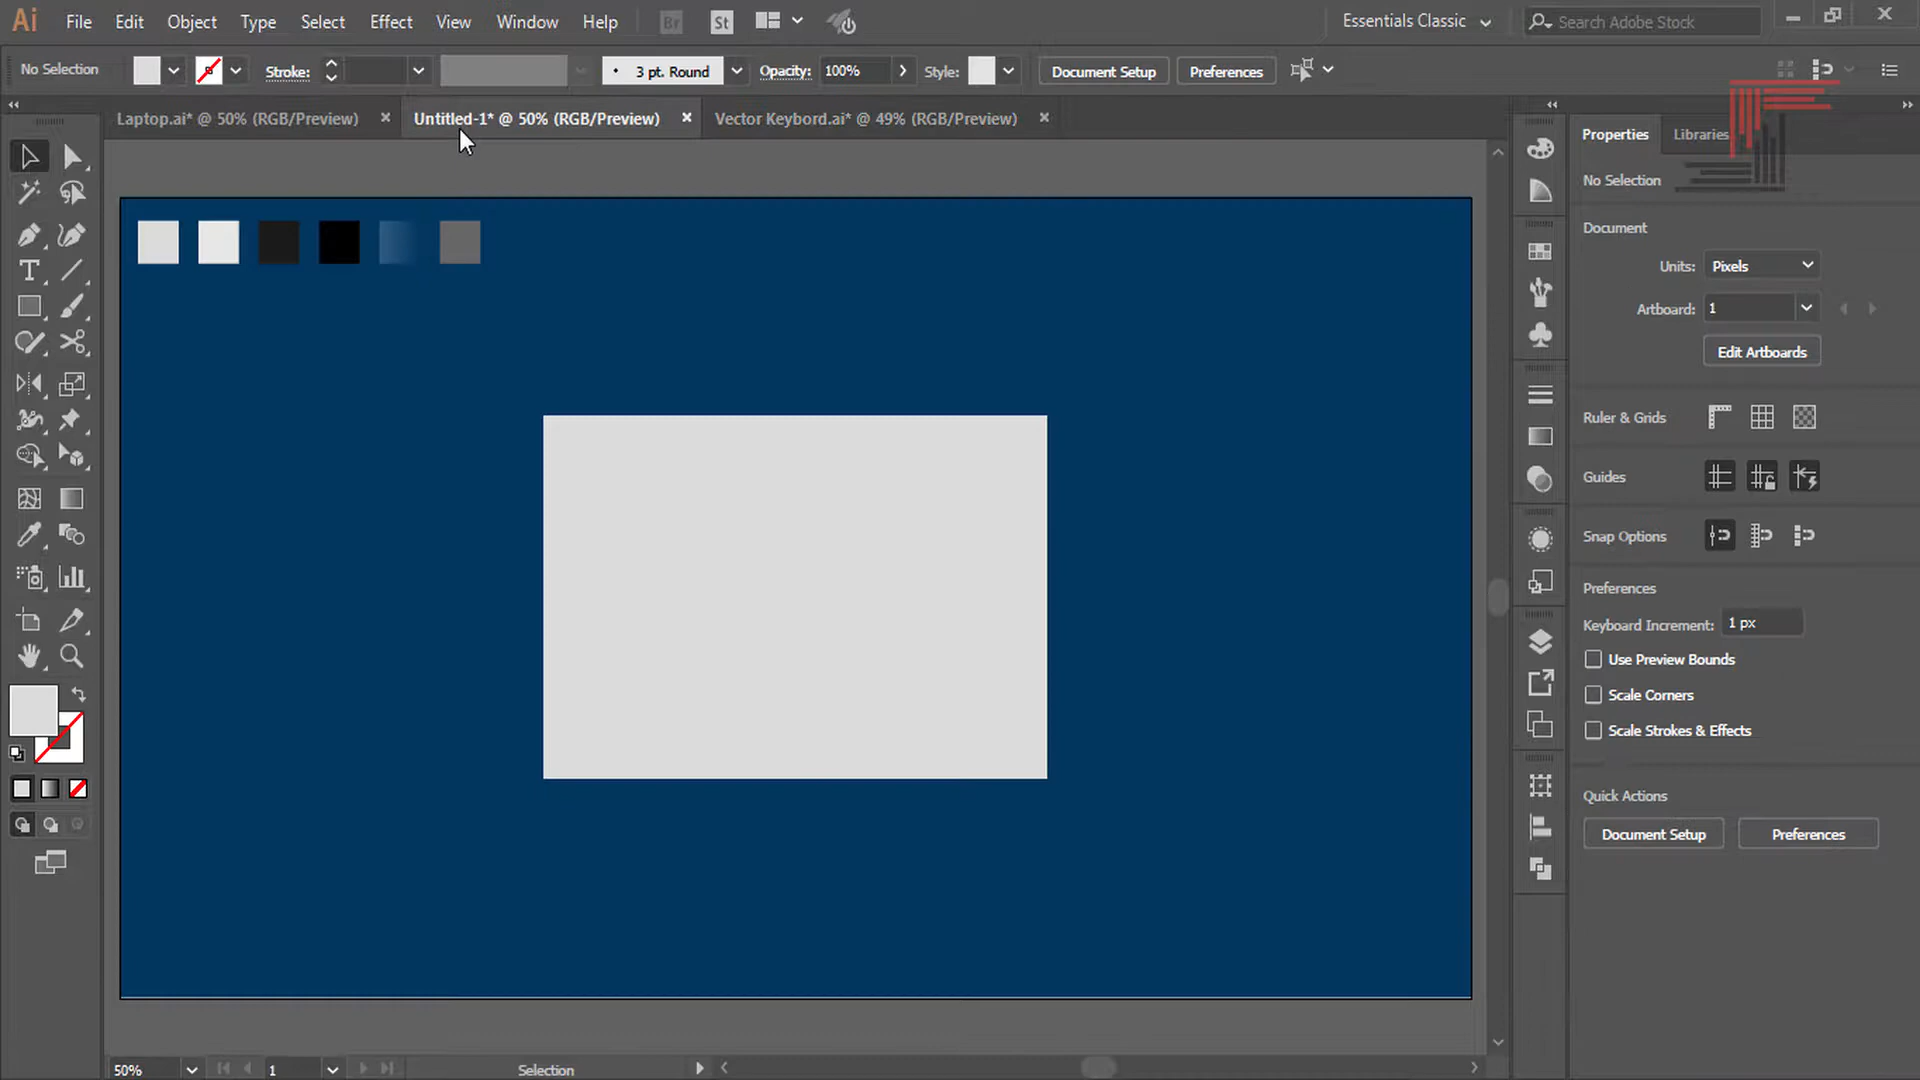 Ai File Edit Object Type Select Effect View Window Help Br St Essentials Classic Search Adobe Stock
No Selection Stroke: 3 pt. Round Opacity: 100% Style: Document Setup Preferences
Laptop.ai* @ 50% (RGB/Preview) × Untitled-1* @ 50% (RGB/Preview) × Vector Keybord.ai* @ 49% (RGB/Preview) ×
Properties Libraries
No Selection
Document
Units: Pixels
Artboard: 1
Edit Artboards
Ruler & Grids
Guides
Snap Options
Preferences
Keyboard Increment: 1 px
Use Preview Bounds
Scale Corners
Scale Strokes & Effects
Quick Actions
Document Setup Preferences
50% 1 Selection